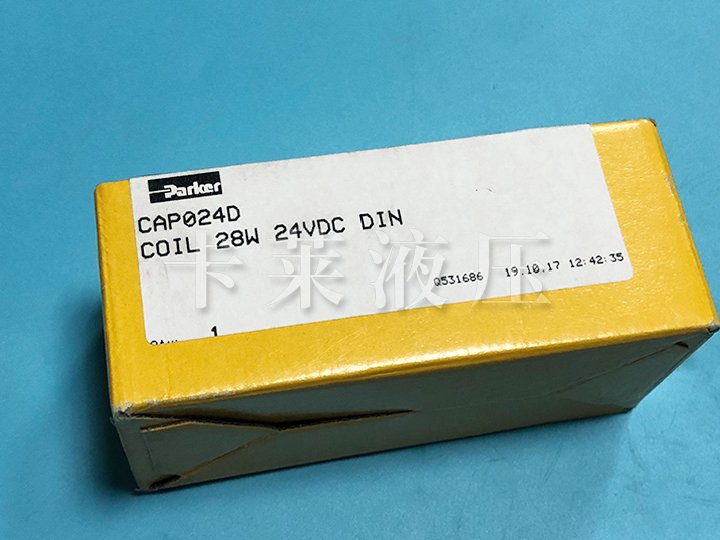 Parker
CAP024D
COIL 28W 24VDC DIN
卡莱液压
Q531686 19.10.17 12:42:35
1